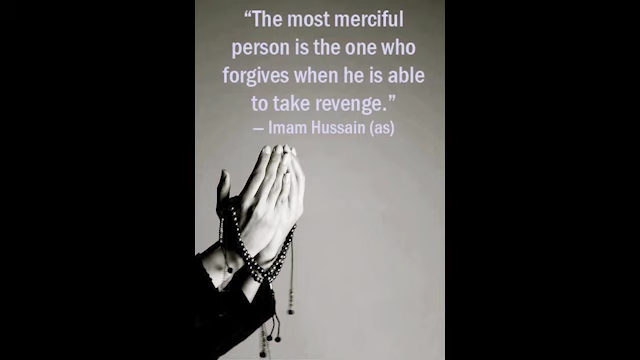 “The most merciful
person is the one who
forgives when he is able
to take revenge.”
– Imam Hussain (as)